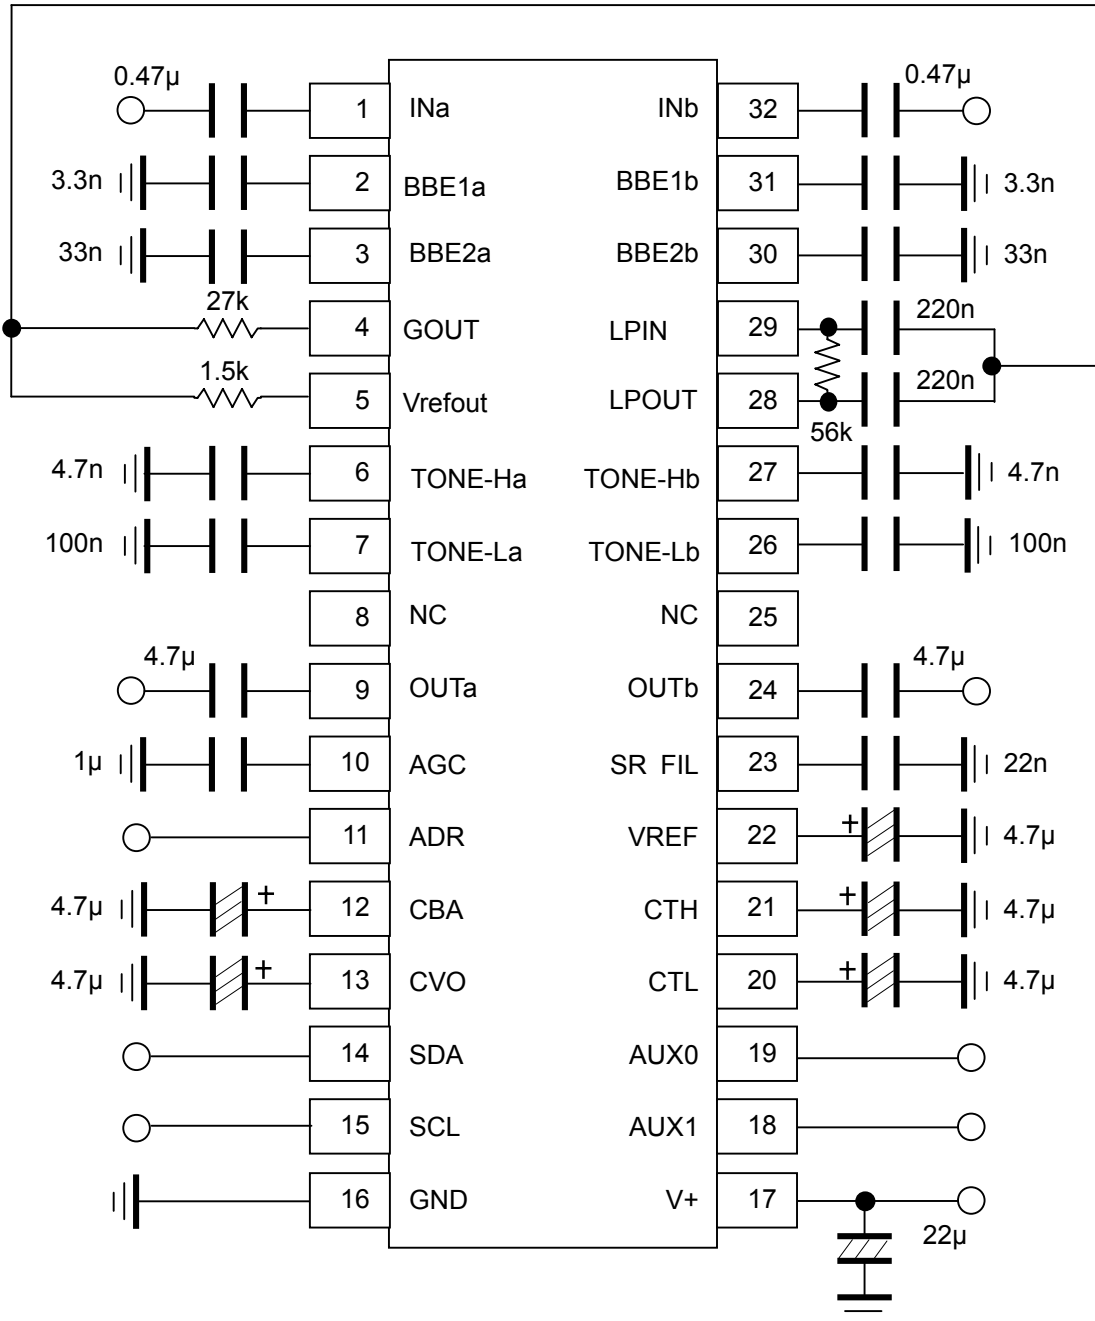 0.47µ 1 INa INb 32 0.47µ
3.3n 2 BBE1a BBE1b 31 3.3n
33n 3 BBE2a BBE2b 30 33n
27k 4 GOUT LPIN 29 220n
1.5k 5 Vrefout LPOUT 28 220n
56k
4.7n 6 TONE-Ha TONE-Hb 27 4.7n
100n 7 TONE-La TONE-Lb 26 100n
8 NC NC 25
4.7µ 9 OUTa OUTb 24 4.7µ
1µ 10 AGC SR FIL 23 22n
11 ADR VREF 22 + 4.7µ
4.7µ + 12 CBA CTH 21 + 4.7µ
4.7µ + 13 CVO CTL 20 + 4.7µ
14 SDA AUX0 19
15 SCL AUX1 18
16 GND V+ 17
22µ